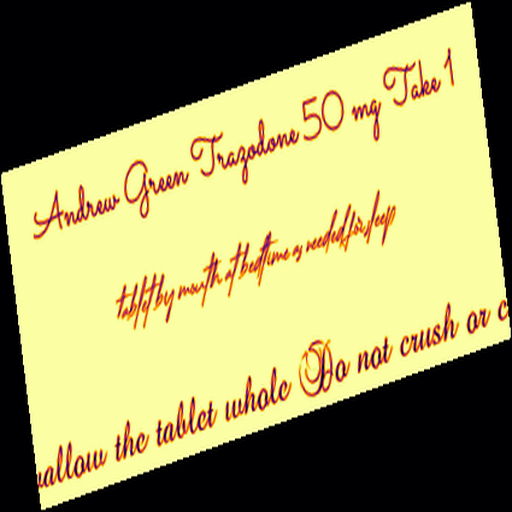 Andrew Green Trazodone 50 mg Take 1
tablet by mouth at bedtime as needed for sleep
the tablet whole Do not crush or